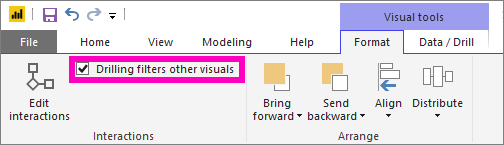 Visual tools
File Home View Modeling Help Format Data / Drill
Edit interactions
Drilling filters other visuals
Bring forward
Send backward
Align
Distribute
Interactions
Arrange